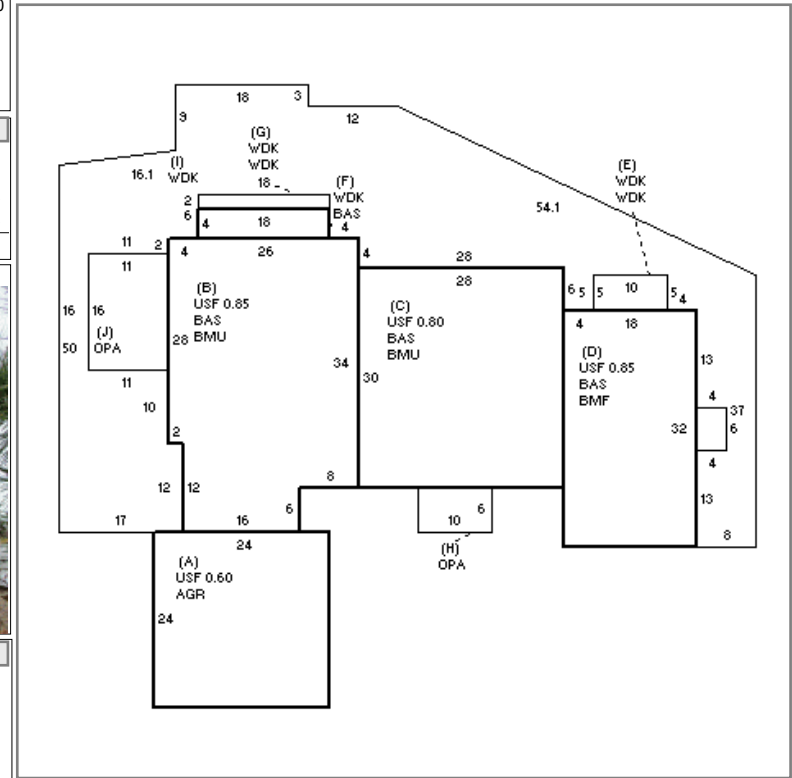 18
3
9
12
(G)
WDK
WDK
(I)
WDK
16.1
18
(F)
WDK
BAS
(E)
WDK
WDK
54.1
2
6
4
18
4
11
2
4
26
4
28
11
28
10
6
5
5
5
4
16
16
(J)
OPA
50
(B)
USF 0.85
BAS
BMU
28
(C)
USF 0.80
BAS
BMU
4
18
(D)
USF 0.85
BAS
BMF
13
34
30
11
10
4
37
32
6
2
4
8
12
12
6
13
17
16
10
6
8
24
(H)
OPA
(A)
USF 0.60
AGR
24